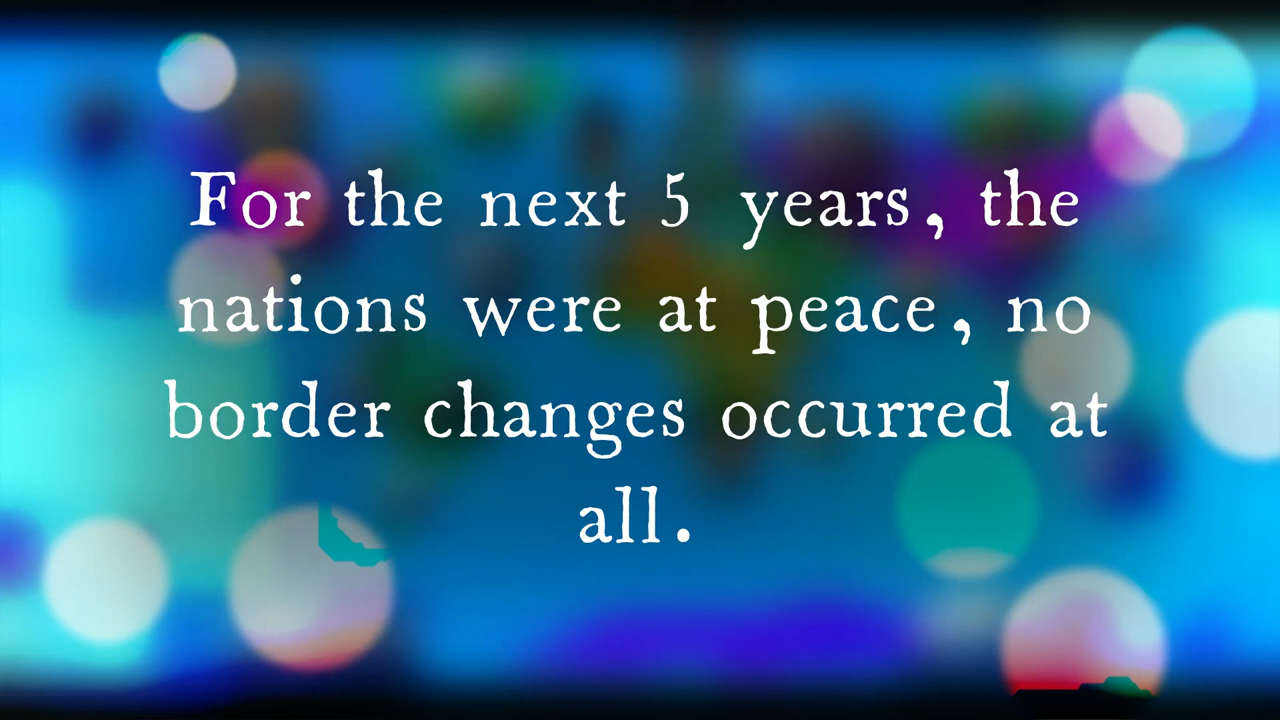 For the next 5 years, the
nations were at peace, no
border changes occurred at
all.